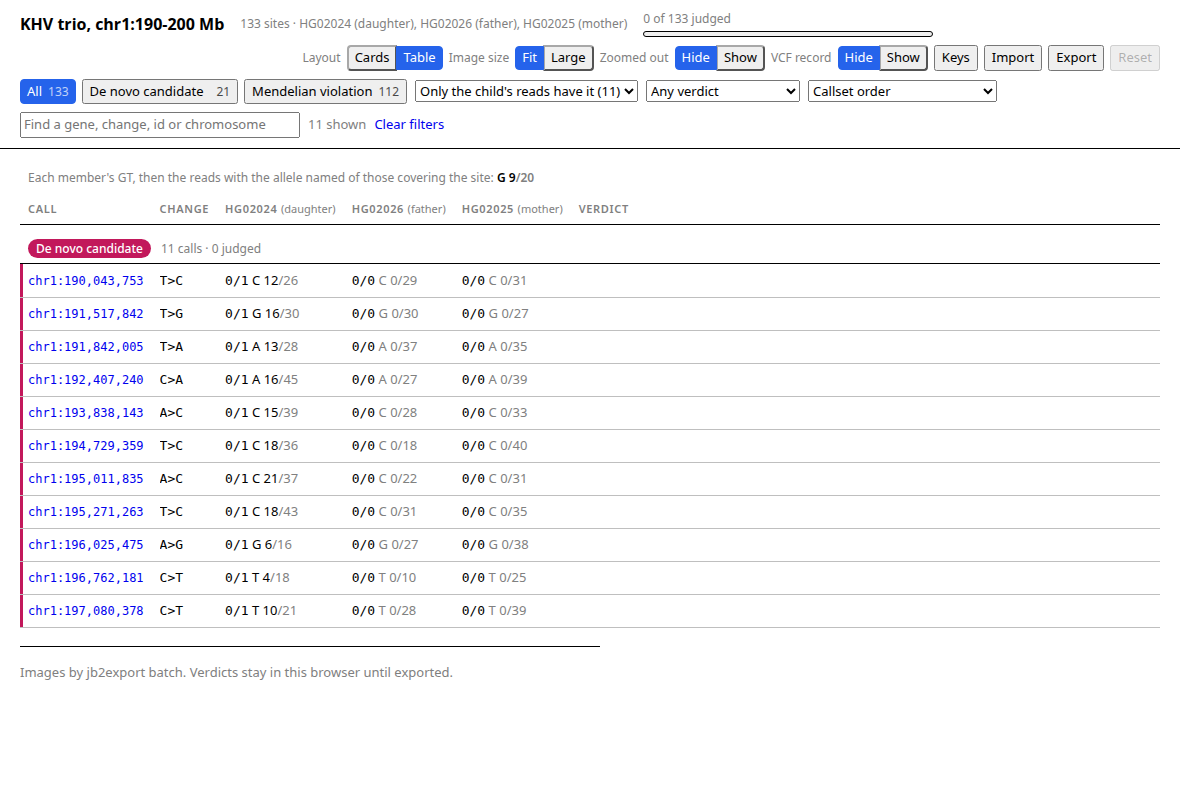 KHV trio, chr1:190-200 Mb 133 sites · HG02024 (daughter), HG02026 (father), HG02025 (mother) 0 of 133 judged
Layout Cards Table Image size Fit Large Zoomed out Hide Show VCF record Hide Show Keys Import Export Reset
All 133 De novo candidate 21 Mendelian violation 112 Only the child's reads have it (11) Any verdict Callset order
Find a gene, change, id or chromosome 11 shown Clear filters
Each member's GT, then the reads with the allele named of those covering the site: G 9/20
CALL CHANGE HG02024 (daughter) HG02026 (father) HG02025 (mother) VERDICT
De novo candidate 11 calls · 0 judged
chr1:190,043,753 T>C 0/1 C 12/26 0/0 C 0/29 0/0 C 0/31
chr1:191,517,842 T>G 0/1 G 16/30 0/0 G 0/30 0/0 G 0/27
chr1:191,842,005 T>A 0/1 A 13/28 0/0 A 0/37 0/0 A 0/35
chr1:192,407,240 C>A 0/1 A 16/45 0/0 A 0/27 0/0 A 0/39
chr1:193,838,143 A>C 0/1 C 15/39 0/0 C 0/28 0/0 C 0/33
chr1:194,729,359 T>C 0/1 C 18/36 0/0 C 0/18 0/0 C 0/40
chr1:195,011,835 A>C 0/1 C 21/37 0/0 C 0/22 0/0 C 0/31
chr1:195,271,263 T>C 0/1 C 18/43 0/0 C 0/31 0/0 C 0/35
chr1:196,025,475 A>G 0/1 G 6/16 0/0 G 0/27 0/0 G 0/38
chr1:196,762,181 C>T 0/1 T 4/18 0/0 T 0/10 0/0 T 0/25
chr1:197,080,378 C>T 0/1 T 10/21 0/0 T 0/28 0/0 T 0/39
Images by jb2export batch. Verdicts stay in this browser until exported.